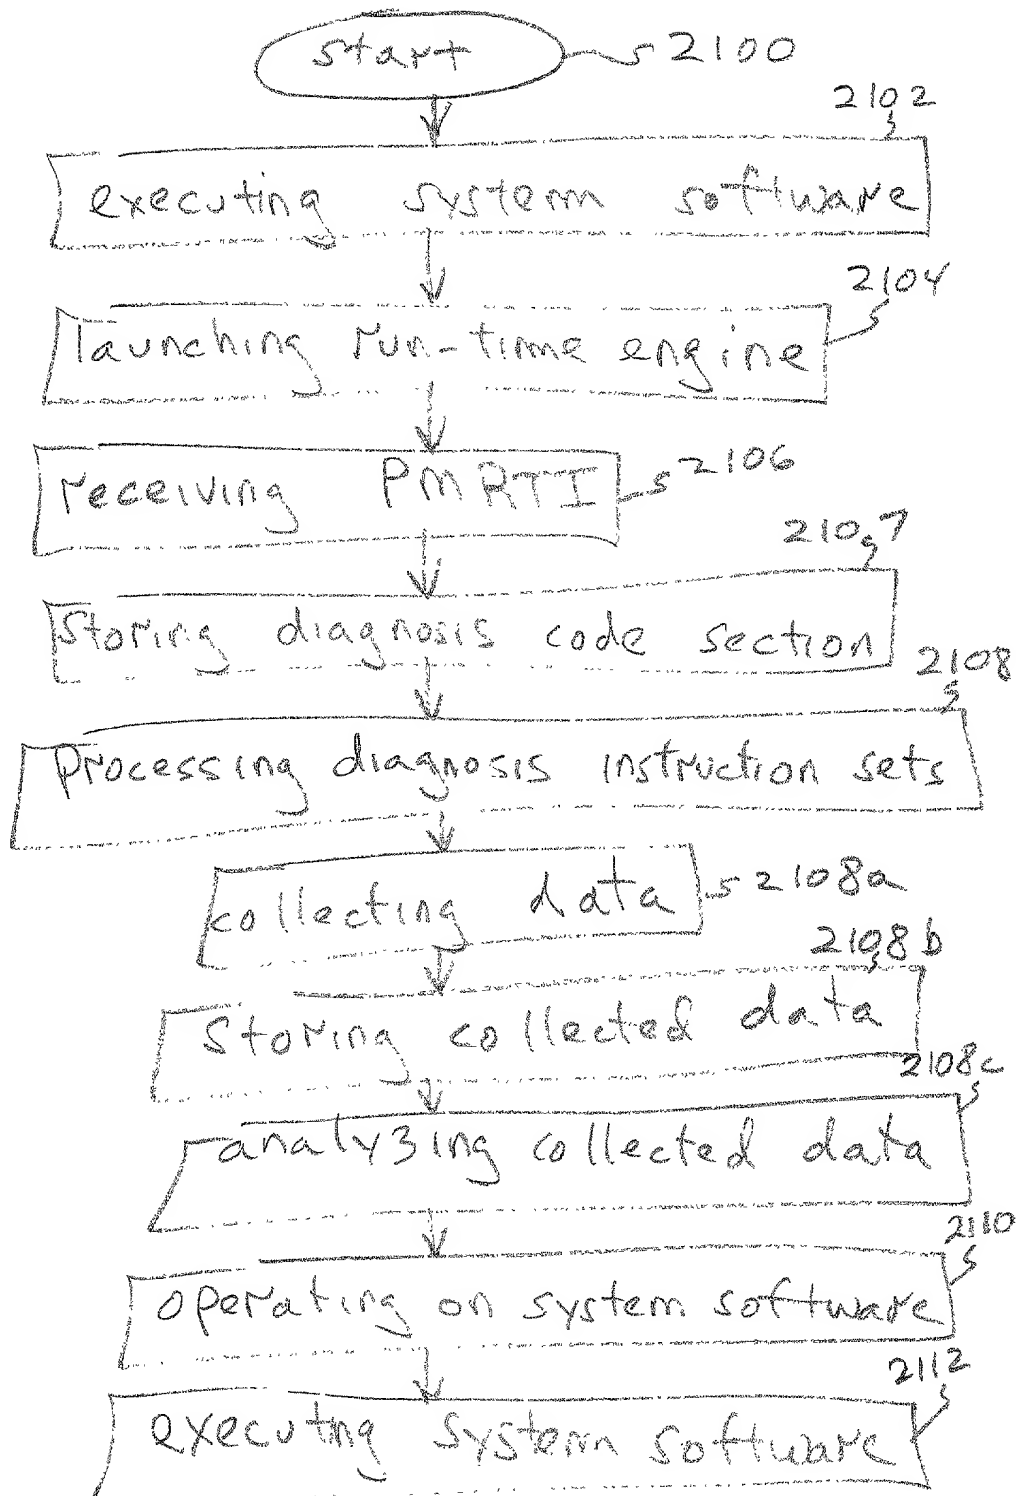 start 2100
2102
executing system software
2104
launching run-time engine
receiving PMRTI 2106
2107
storing diagnosis code section
2108
processing diagnosis instruction sets
collecting data 2108a
2108b
storing collected data
2108c
analyzing collected data
2110
operating on system software
2112
executing system software